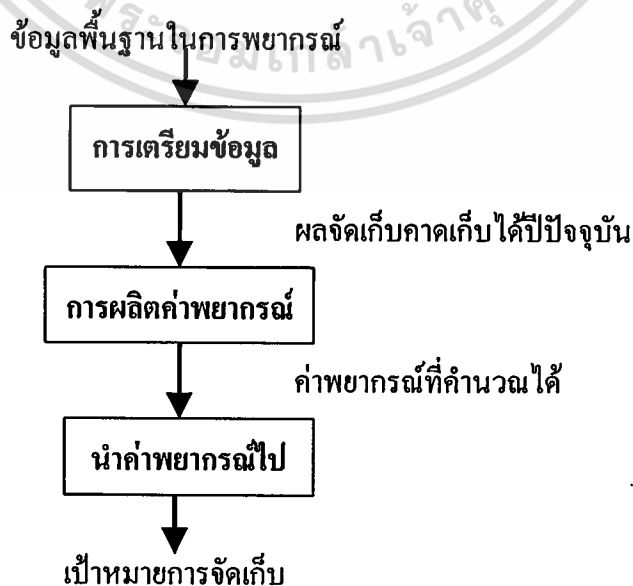 ข้อมูลพื้นฐานในการพยากรณ์
การเตรียมข้อมูล
ผลจัดเก็บคาดเก็บได้ปีปัจจุบัน
การผลิตค่าพยากรณ์
ค่าพยากรณ์ที่คำนวณได้
นำค่าพยากรณ์ไป
เป้าหมายการจัดเก็บ